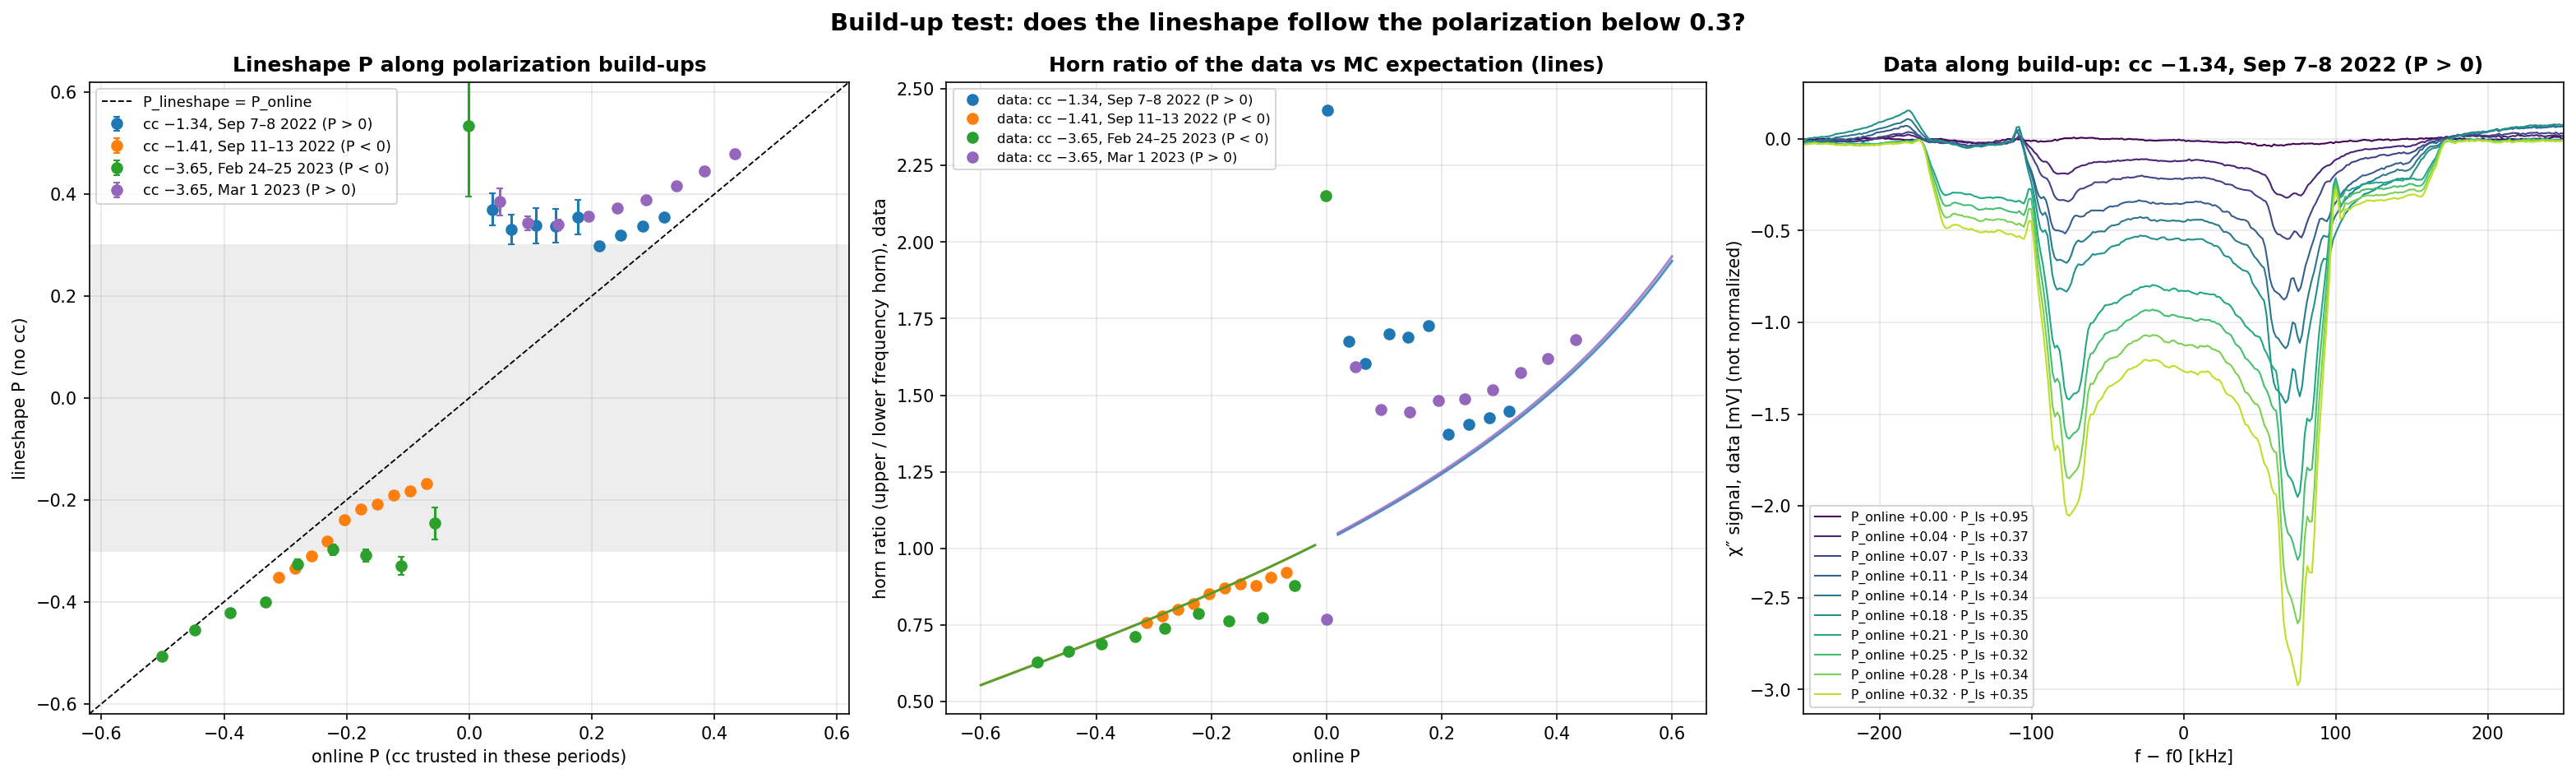 Build-up test: does the lineshape follow the polarization below 0.3?
Lineshape P along polarization build-ups
P_lineshape = P_online
cc −1.34, Sep 7–8 2022 (P > 0)
cc −1.41, Sep 11–13 2022 (P < 0)
cc −3.65, Feb 24–25 2023 (P < 0)
cc −3.65, Mar 1 2023 (P > 0)
0.6
0.4
0.2
0.0
−0.2
−0.4
−0.6
lineshape P (no cc)
−0.6
−0.4
−0.2
0.0
0.2
0.4
0.6
online P (cc trusted in these periods)
Horn ratio of the data vs MC expectation (lines)
data: cc −1.34, Sep 7–8 2022 (P > 0)
data: cc −1.41, Sep 11–13 2022 (P < 0)
data: cc −3.65, Feb 24–25 2023 (P < 0)
data: cc −3.65, Mar 1 2023 (P > 0)
2.50
2.25
2.00
1.75
1.50
1.25
1.00
0.75
0.50
horn ratio (upper / lower frequency horn), data
−0.6
−0.4
−0.2
0.0
0.2
0.4
0.6
online P
Data along build-up: cc −1.34, Sep 7–8 2022 (P > 0)
0.0
−0.5
−1.0
−1.5
−2.0
−2.5
−3.0
χ″ signal, data [mV] (not normalized)
P_online +0.00 · P_ls +0.95
P_online +0.04 · P_ls +0.37
P_online +0.07 · P_ls +0.33
P_online +0.11 · P_ls +0.34
P_online +0.14 · P_ls +0.34
P_online +0.18 · P_ls +0.35
P_online +0.21 · P_ls +0.30
P_online +0.25 · P_ls +0.32
P_online +0.28 · P_ls +0.34
P_online +0.32 · P_ls +0.35
−200
−100
0
100
200
f − f0 [kHz]